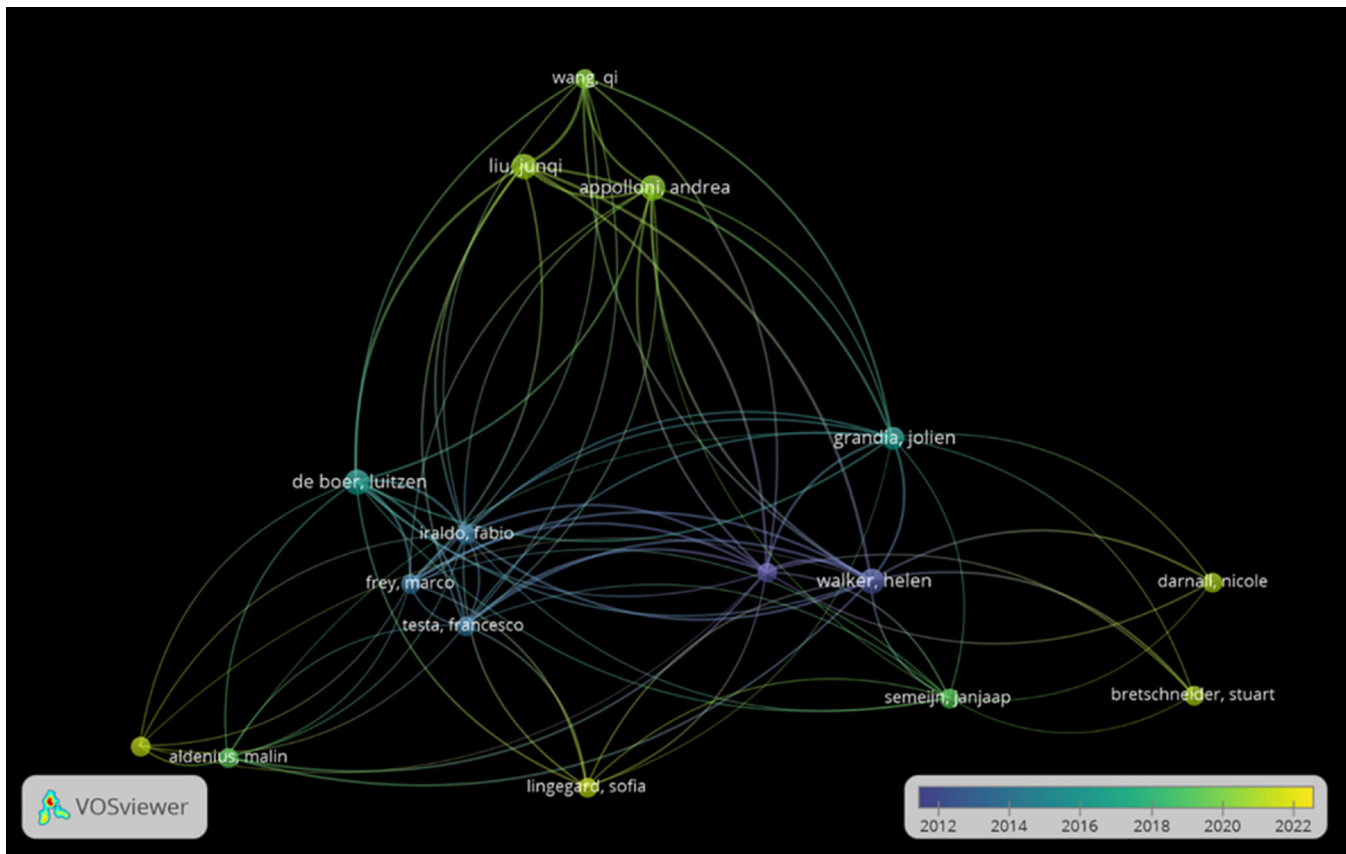 wang, qi
liu, junqi
appolloni, andrea
grandia, jolien
de boer, luitzen
iraldo, fabio
frey, marco
walker, helen
darnall, nicole
testa, francesco
semeijn, janjaap
bretschneider, stuart
aldenius, malin
lingegard, sofia
VOSviewer
2012 2014 2016 2018 2020 2022